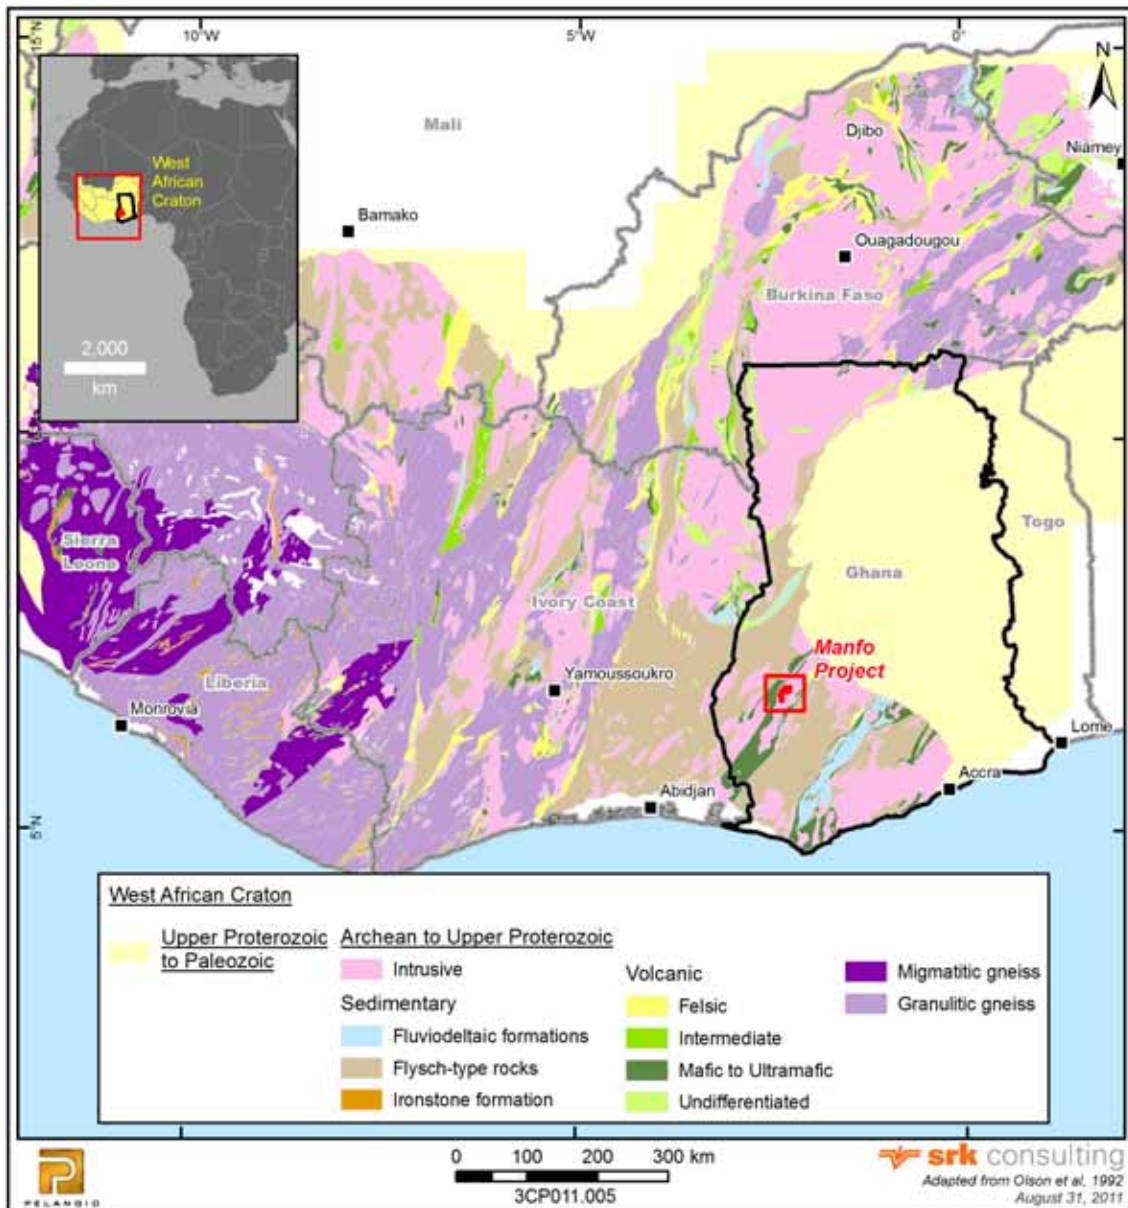 10°W
5°W
0°
15°N
N
Mali
Djibo
Niamey
West
African
Craton
Bamako
Ouagadougou
Burkina Faso
2.000
km
Togo
Sierra
Leone
Ghana
Ivory Coast
Manfo
Project
Liberia
Yamoussoukro
Monrovia
Lome
Accra
Abidjan
5°N
West African Craton
Upper Proterozoic
to Paleozoic
Archean to Upper Proterozoic
Intrusive
Sedimentary
Fluviodeltaic formations
Flysch-type rocks
Ironstone formation
Volcanic
Felsic
Intermediate
Mafic to Ultramafic
Undifferentiated
Migmatitic gneiss
Granulitic gneiss
0 100 200 300 km
3CP011.005
PELANGIO
srk consulting
Adapted from Olson et al, 1992
August 31, 2011